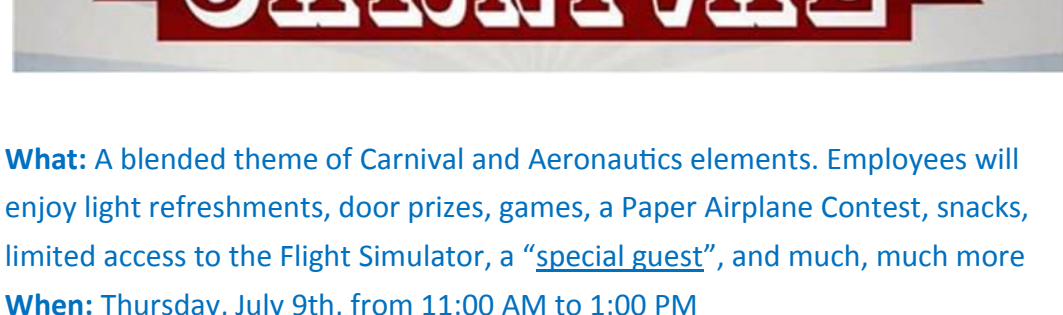 CARNIVAL
What: A blended theme of Carnival and Aeronautics elements. Employees will
enjoy light refreshments, door prizes, games, a Paper Airplane Contest, snacks,
limited access to the Flight Simulator, a “special guest”, and much, much more
When: Thursday, July 9th, from 11:00 AM to 1:00 PM